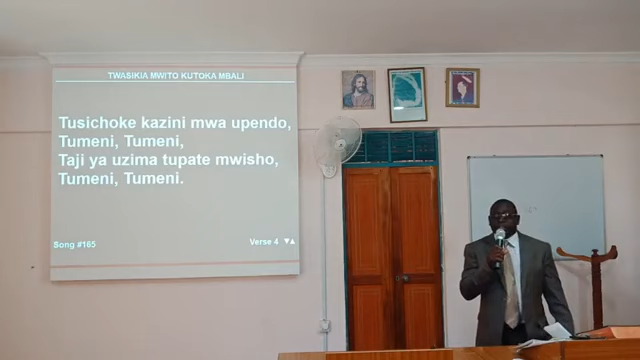 TWASIKIA MWITO KUTOKA MBALI
Tusichoke kazini mwa upendo,
Tumeni, Tumeni,
Taji ya uzima tupate mwisho,
Tumeni, Tumeni.
Song #165
Verse 4 ▼▲